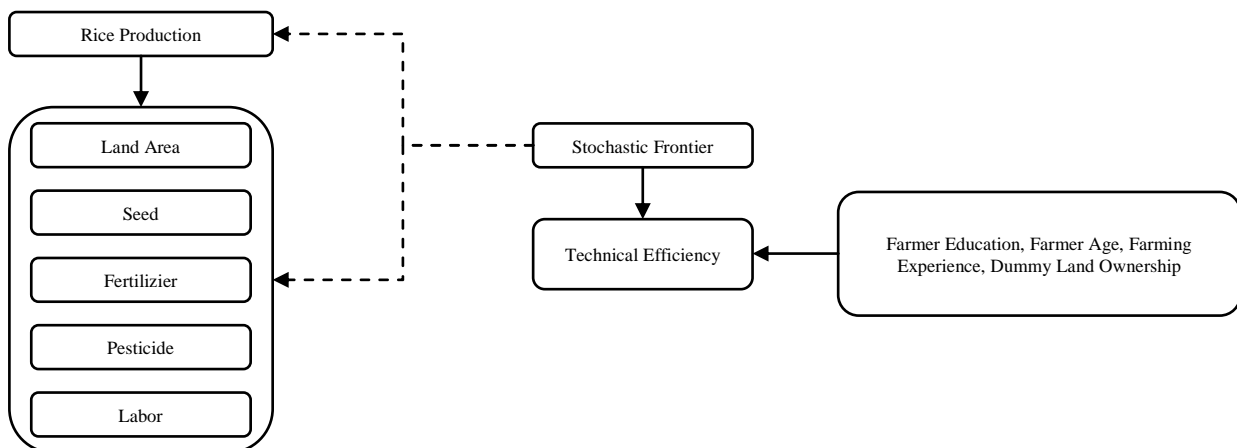 Rice Production
Land Area
Seed
Fertilizier
Pesticide
Labor
Stochastic Frontier
Technical Efficiency
Farmer Education, Farmer Age, Farming
Experience, Dummy Land Ownership